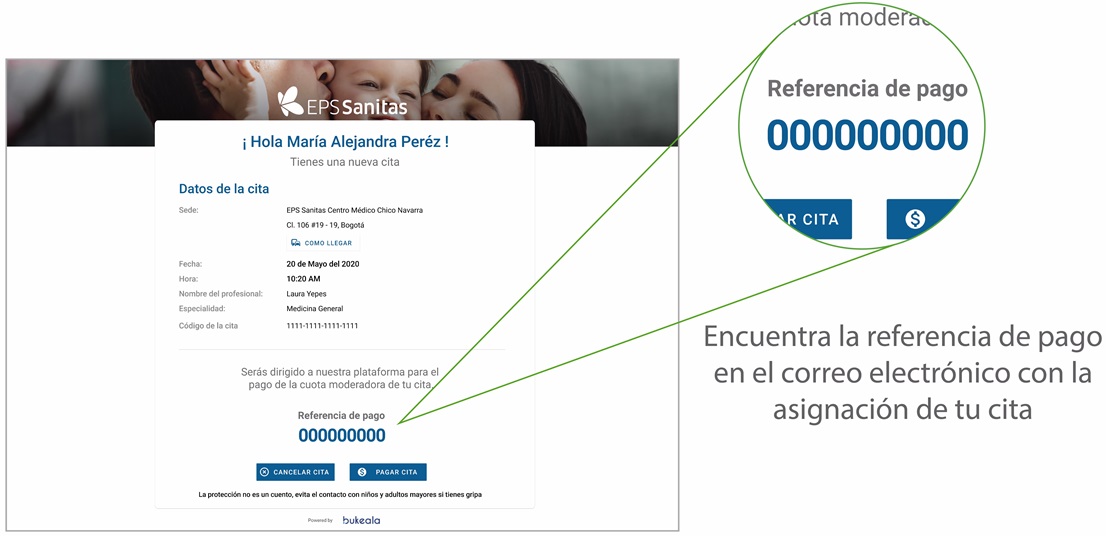 EPS Sanitas
¡ Hola María Alejandra Peréz !
Tienes una nueva cita
Datos de la cita
Sede: EPS Sanitas Centro Médico Chico Navarra
Cl. 106 #19 - 19, Bogotá
COMO LLEGAR
Fecha: 20 de Mayo del 2020
Hora: 10:20 AM
Nombre del profesional: Laura Yepes
Especialidad: Medicina General
Código de la cita 1111-1111-1111-1111
Serás dirigido a nuestra plataforma para el
pago de la cuota moderadora de tu cita.
Referencia de pago
000000000
CANCELAR CITA PAGAR CITA
La protección no es un cuento, evita el contacto con niños y adultos mayores si tienes gripa
Powered by bukeala
ota modera
Referencia de pago
000000000
AR CITA
Encuentra la referencia de pago
en el correo electrónico con la
asignación de tu cita